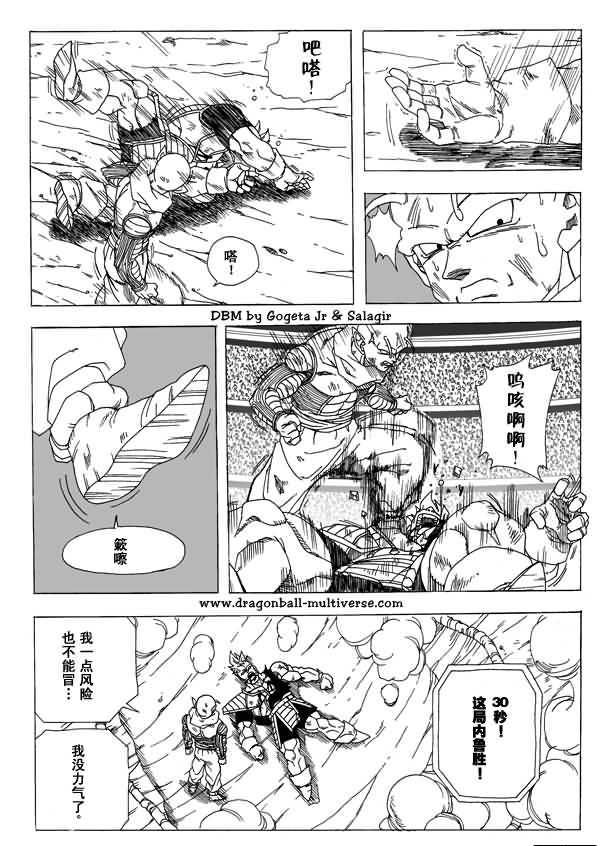 吧嗒！
嗒！
DBM by Gogeta Jr & Salagir
簌嚓
呜咳啊啊！
www.dragonball-multiverse.com
我一点风险
也不能冒…
我没力气了。
30秒！
这局内鲁胜！